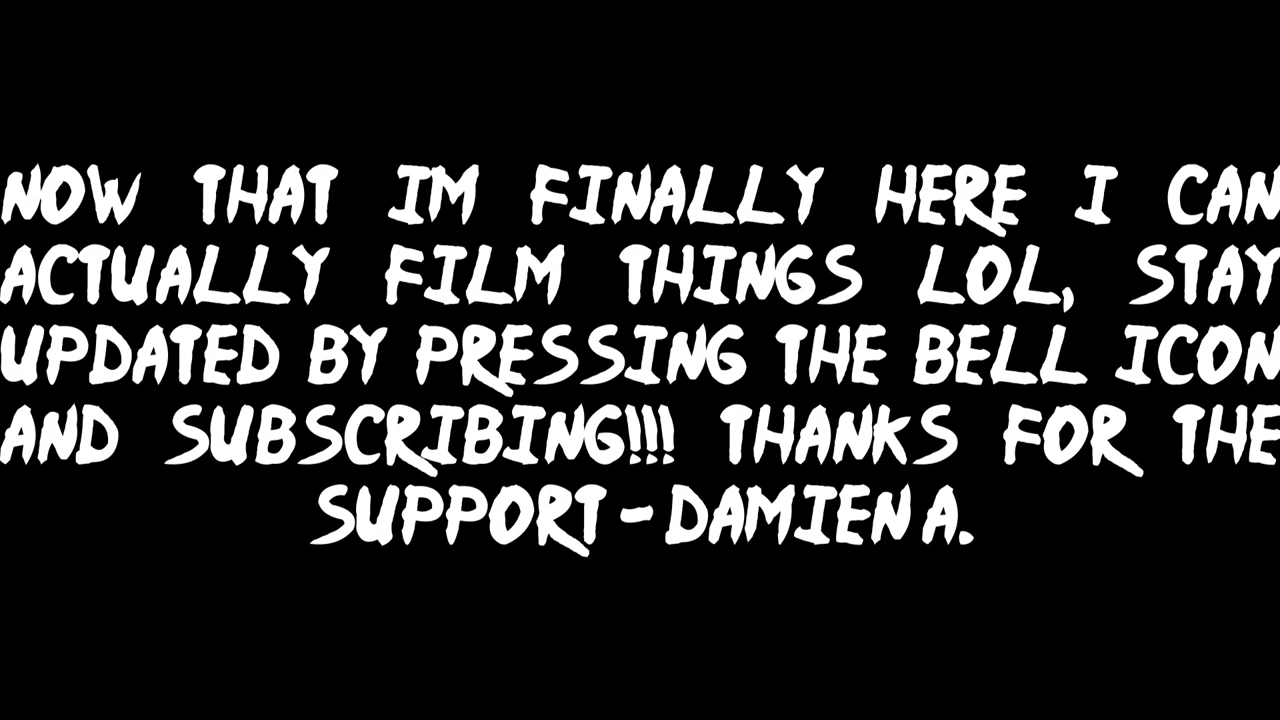 NOW THAT IM FINALLY HERE I CAN
ACTUALLY FILM THINGS LOL, STAY
UPDATED BY PRESSING THE BELL ICON
AND SUBSCRIBING!!! THANKS FOR THE
SUPPORT-DAMIEN A.